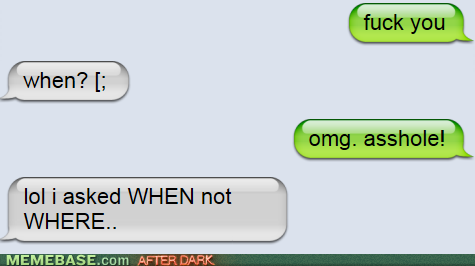 fuck you
when? [;
omg. asshole!
lol i asked WHEN not
WHERE..
MEMEBASE.com AFTER DARK